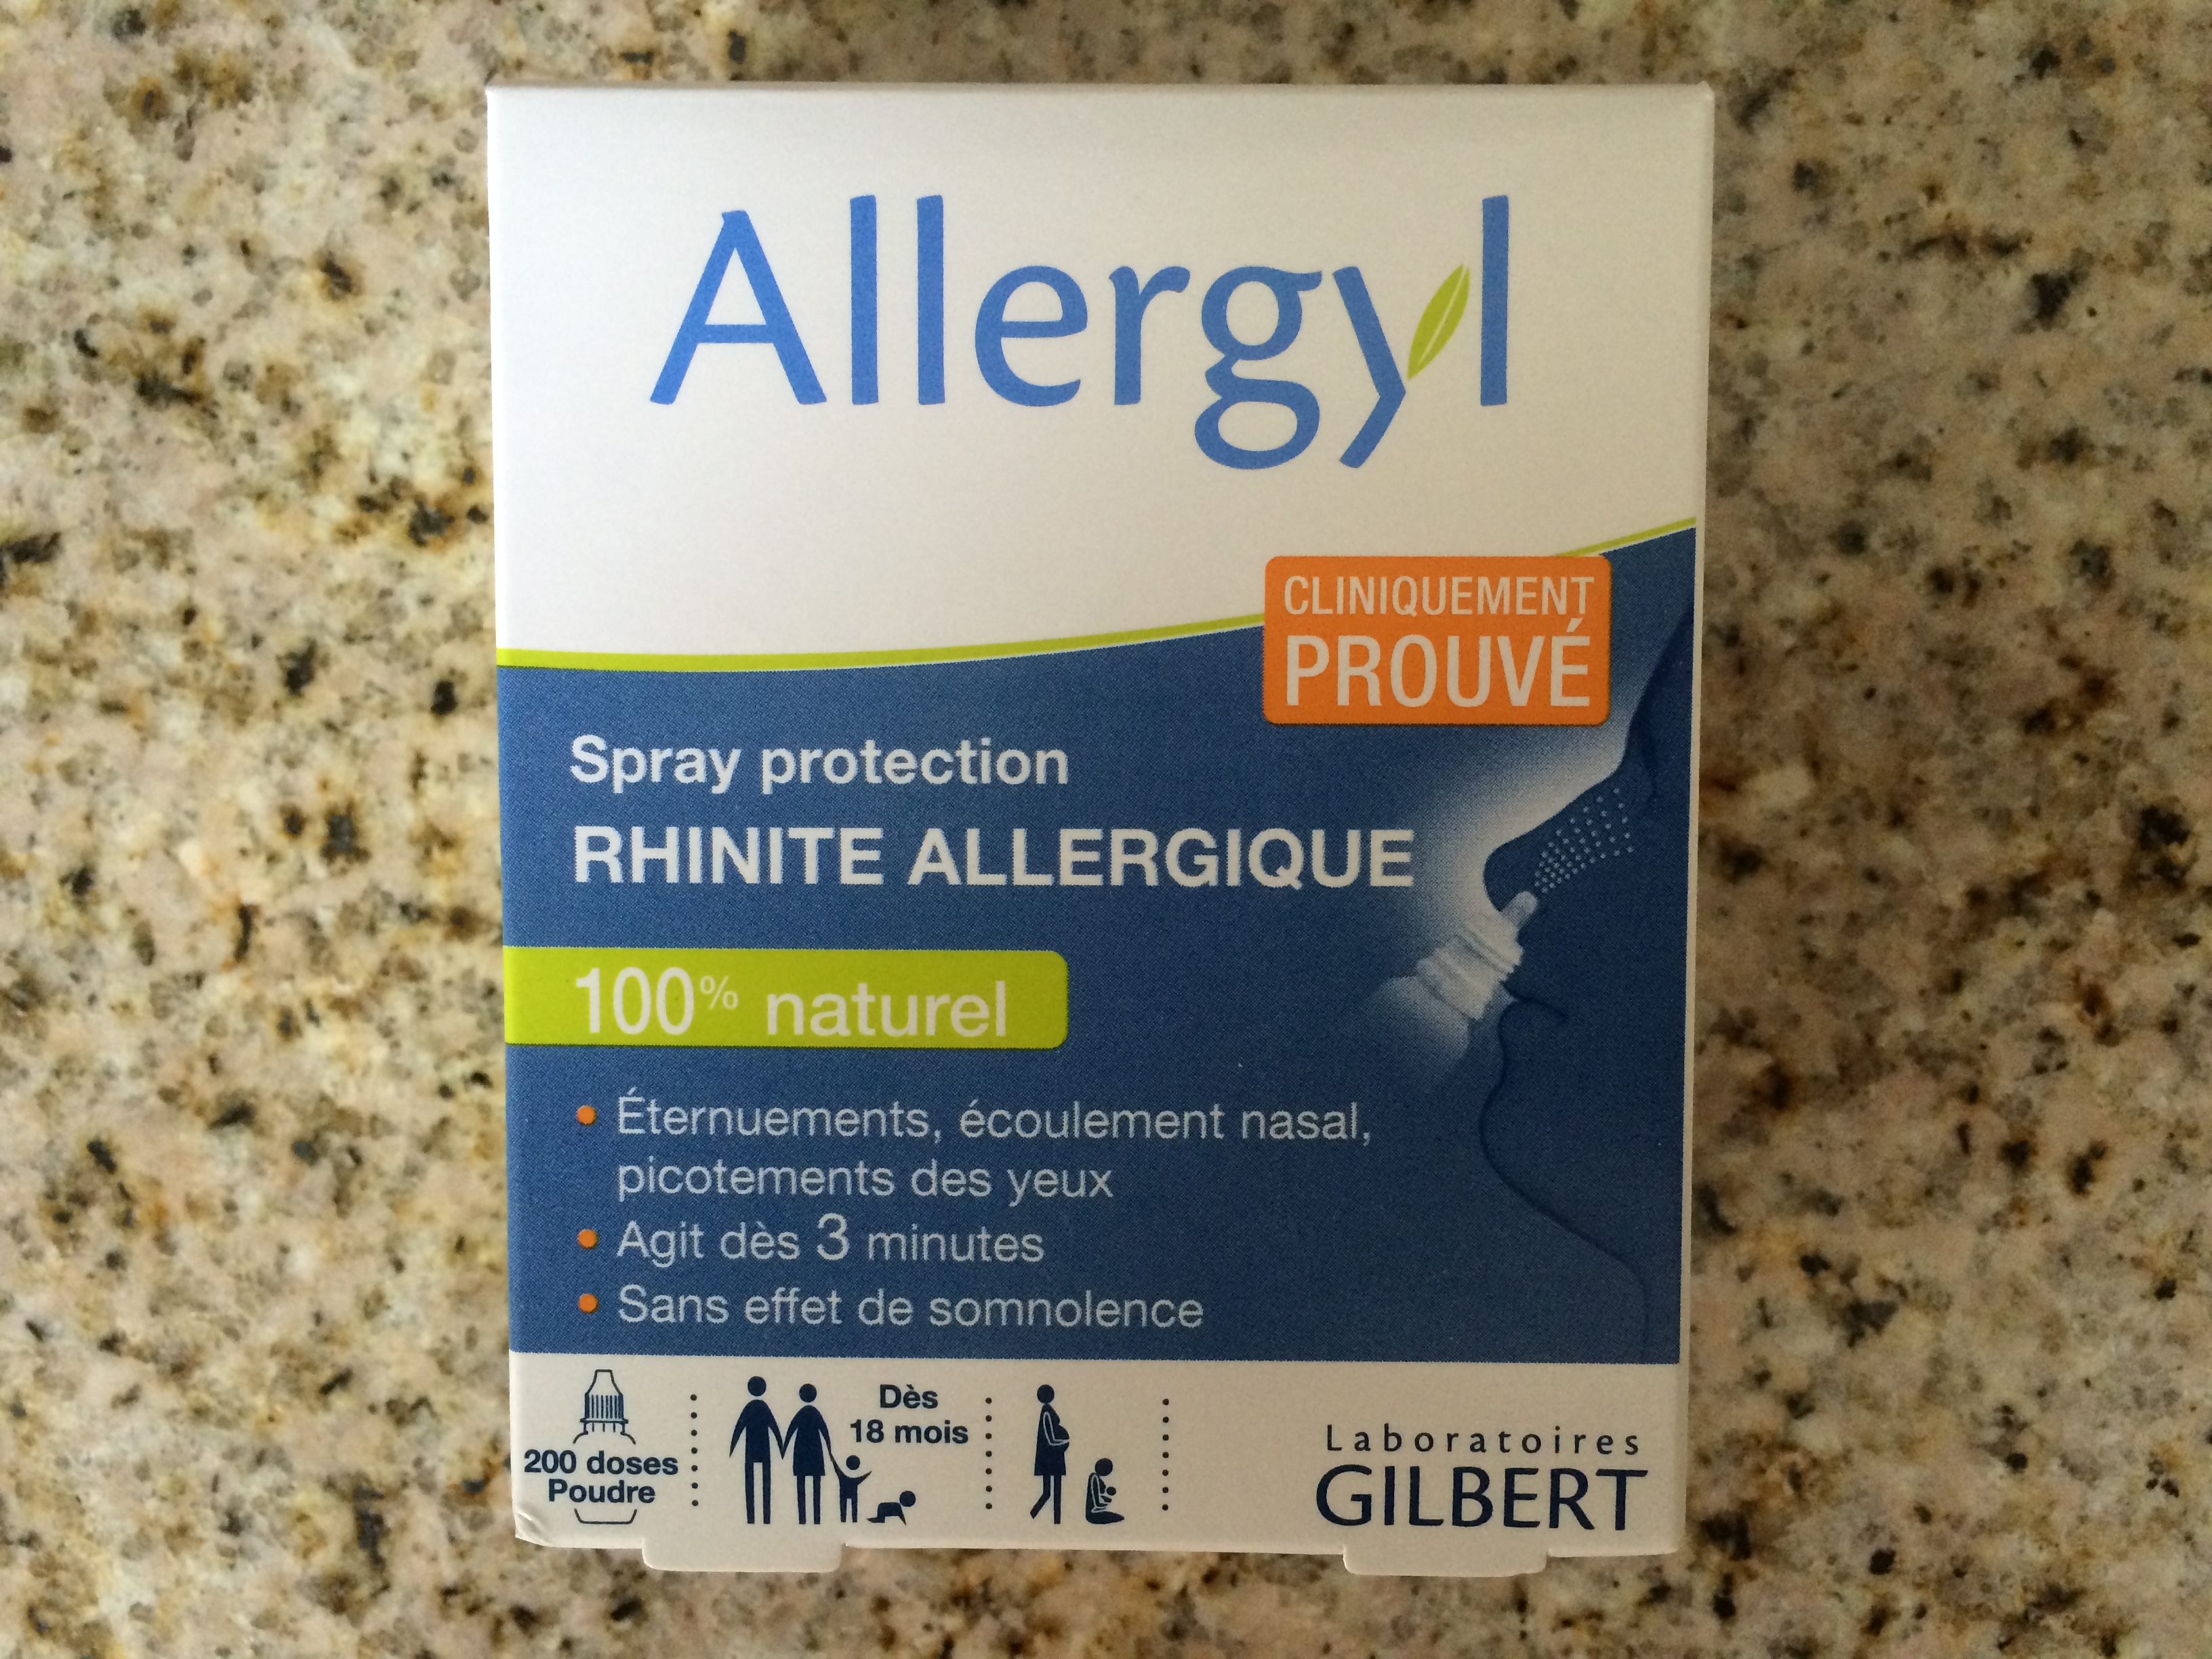 Allergyl
CLINIQUEMENT
PROUVÉ
Spray protection
RHINITE ALLERGIQUE
100% naturel
• Éternuements, écoulement nasal,
picotements des yeux
• Agit dès 3 minutes
• Sans effet de somnolence
200 doses
Poudre
Dès
18 mois
Laboratoires
GILBERT